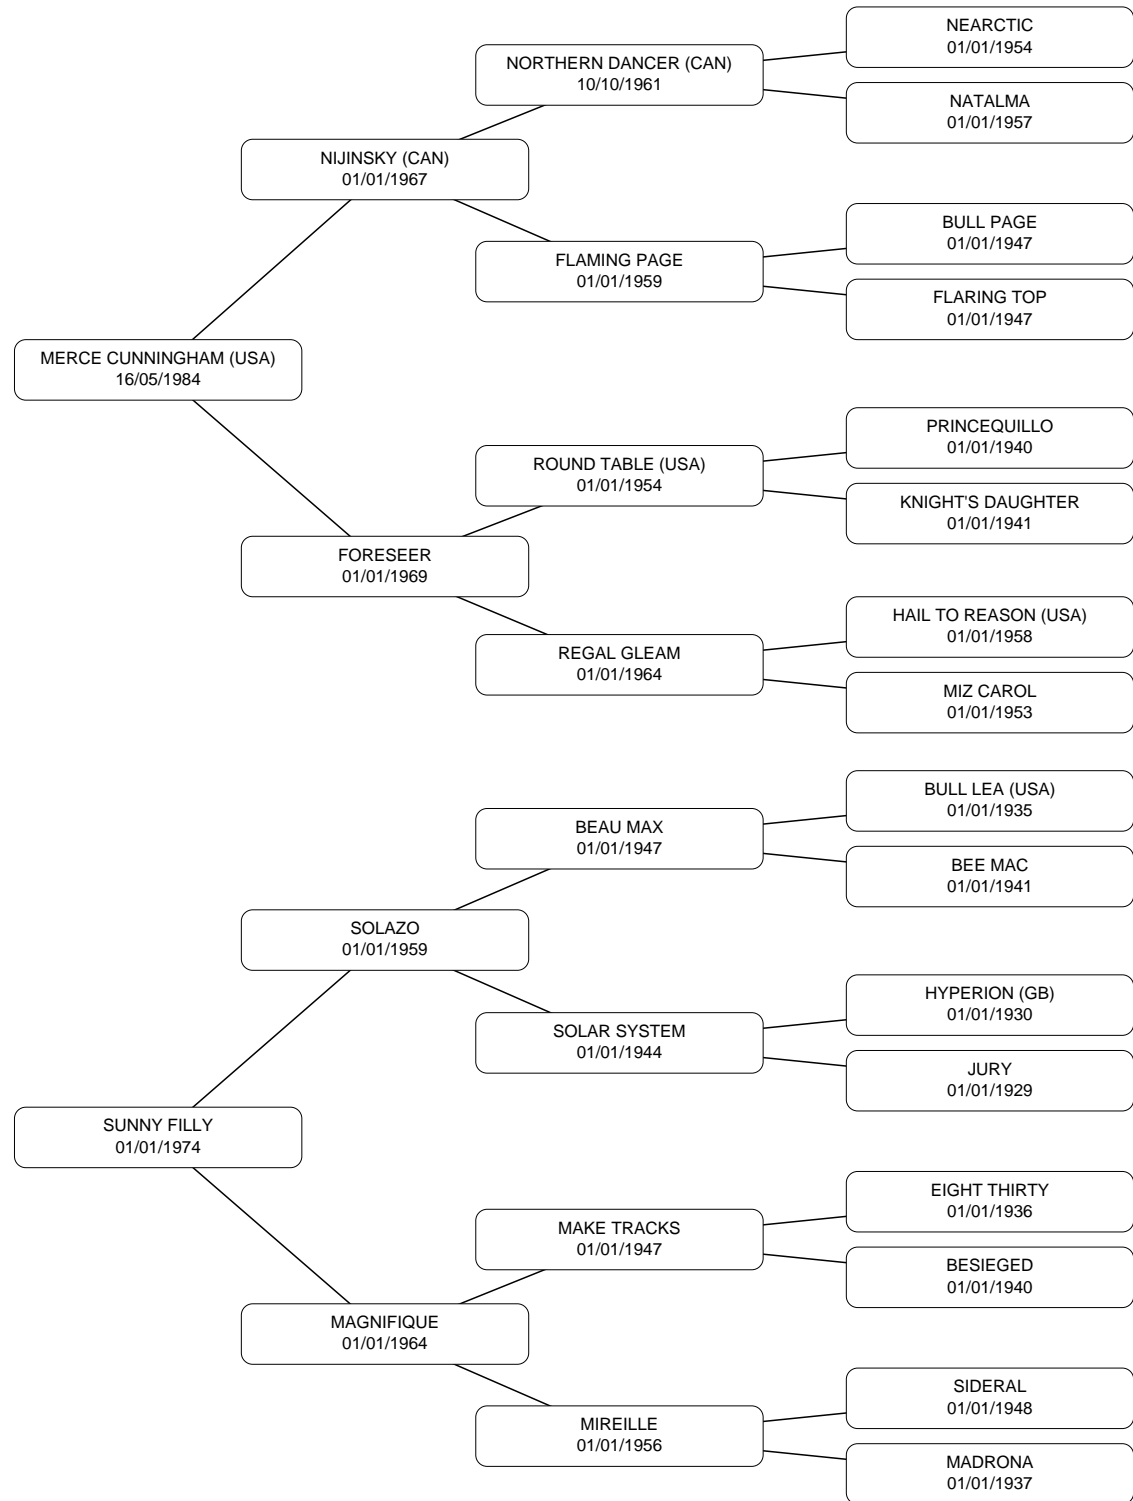 NEARCTIC
01/01/1954
NORTHERN DANCER (CAN)
10/10/1961
NATALMA
01/01/1957
NIJINSKY (CAN)
01/01/1967
BULL PAGE
01/01/1947
FLAMING PAGE
01/01/1959
FLARING TOP
01/01/1947
MERCE CUNNINGHAM (USA)
16/05/1984
PRINCEQUILLO
01/01/1940
ROUND TABLE (USA)
01/01/1954
KNIGHT'S DAUGHTER
01/01/1941
FORESEER
01/01/1969
HAIL TO REASON (USA)
01/01/1958
REGAL GLEAM
01/01/1964
MIZ CAROL
01/01/1953
BULL LEA (USA)
01/01/1935
BEAU MAX
01/01/1947
BEE MAC
01/01/1941
SOLAZO
01/01/1959
HYPERION (GB)
01/01/1930
SOLAR SYSTEM
01/01/1944
JURY
01/01/1929
SUNNY FILLY
01/01/1974
EIGHT THIRTY
01/01/1936
MAKE TRACKS
01/01/1947
BESIEGED
01/01/1940
MAGNIFIQUE
01/01/1964
SIDERAL
01/01/1948
MIREILLE
01/01/1956
MADRONA
01/01/1937